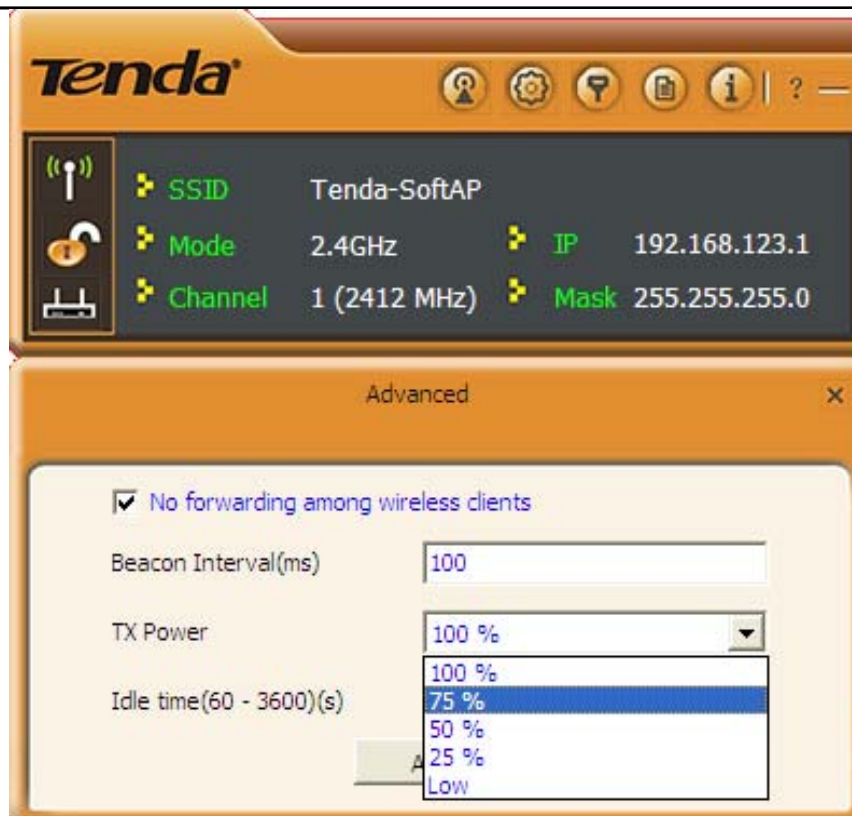 Tenda
?
SSID Tenda-SoftAP
Mode 2.4GHz IP 192.168.123.1
Channel 1 (2412 MHz) Mask 255.255.255.0
Advanced
No forwarding among wireless clients
Beacon Interval(ms) 100
TX Power 100 %
100 %
Idle time(60 - 3600)(s) 75 %
50 %
25 %
Low